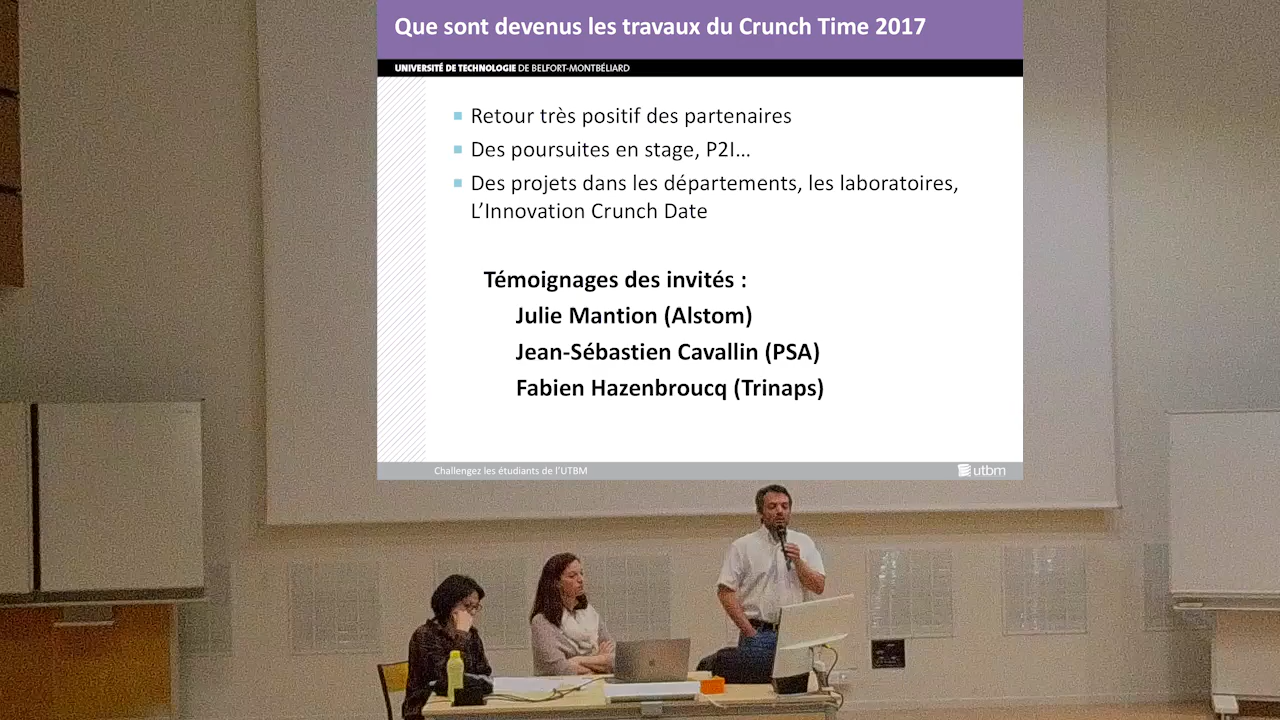 Que sont devenus les travaux du Crunch Time 2017
UNIVERSITÉ DE TECHNOLOGIE DE BELFORT-MONTBÉLIARD
Retour très positif des partenaires
Des poursuites en stage, P2I...
Des projets dans les départements, les laboratoires,
L'Innovation Crunch Date
Témoignages des invités :
Julie Mantion (Alstom)
Jean-Sébastien Cavallin (PSA)
Fabien Hazenbroucq (Trinaps)
Challengez les étudiants de l'UTBM
utbm